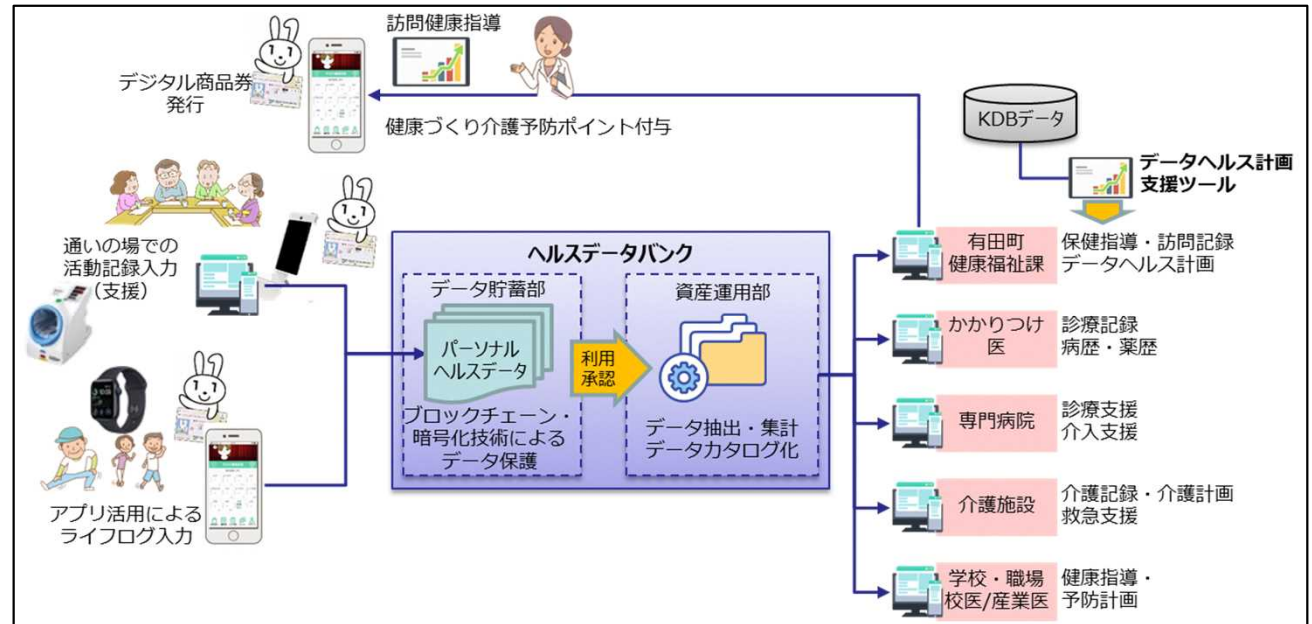 訪問健康指導
デジタル商品券
発行
健康づくり介護予防ポイント付与
KDBデータ
データヘルス計画
支援ツール
通いの場での
活動記録入力
（支援）
アプリ活用による
ライフログ入力
ヘルスデータバンク
データ貯蓄部
パーソナル
ヘルスデータ
ブロックチェーン・
暗号化技術による
データ保護
利用
承認
資産運用部
データ抽出・集計
データカタログ化
有田町
健康福祉課
保健指導・訪問記録
データヘルス計画
かかりつけ
医
診療記録
病歴・薬歴
専門病院
診療支援
介入支援
介護施設
介護記録・介護計画
救急支援
学校・職場
校医/産業医
健康指導・
予防計画